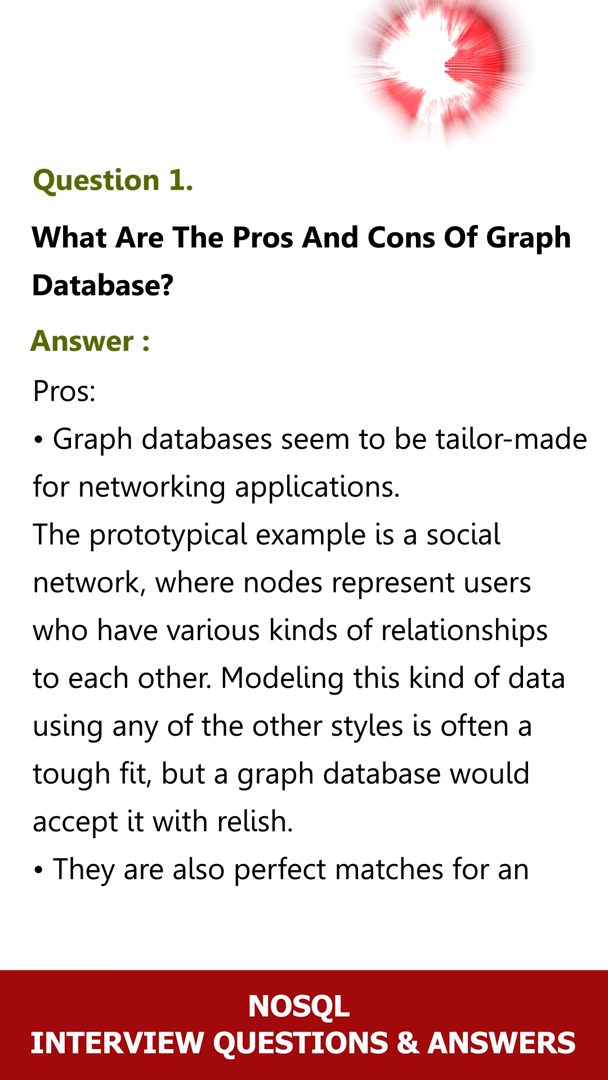 Question 1.
What Are The Pros And Cons Of Graph
Database?
Answer :
Pros:
• Graph databases seem to be tailor-made
for networking applications.
The prototypical example is a social
network, where nodes represent users
who have various kinds of relationships
to each other. Modeling this kind of data
using any of the other styles is often a
tough fit, but a graph database would
accept it with relish.
• They are also perfect matches for an
NOSQL
INTERVIEW QUESTIONS & ANSWERS